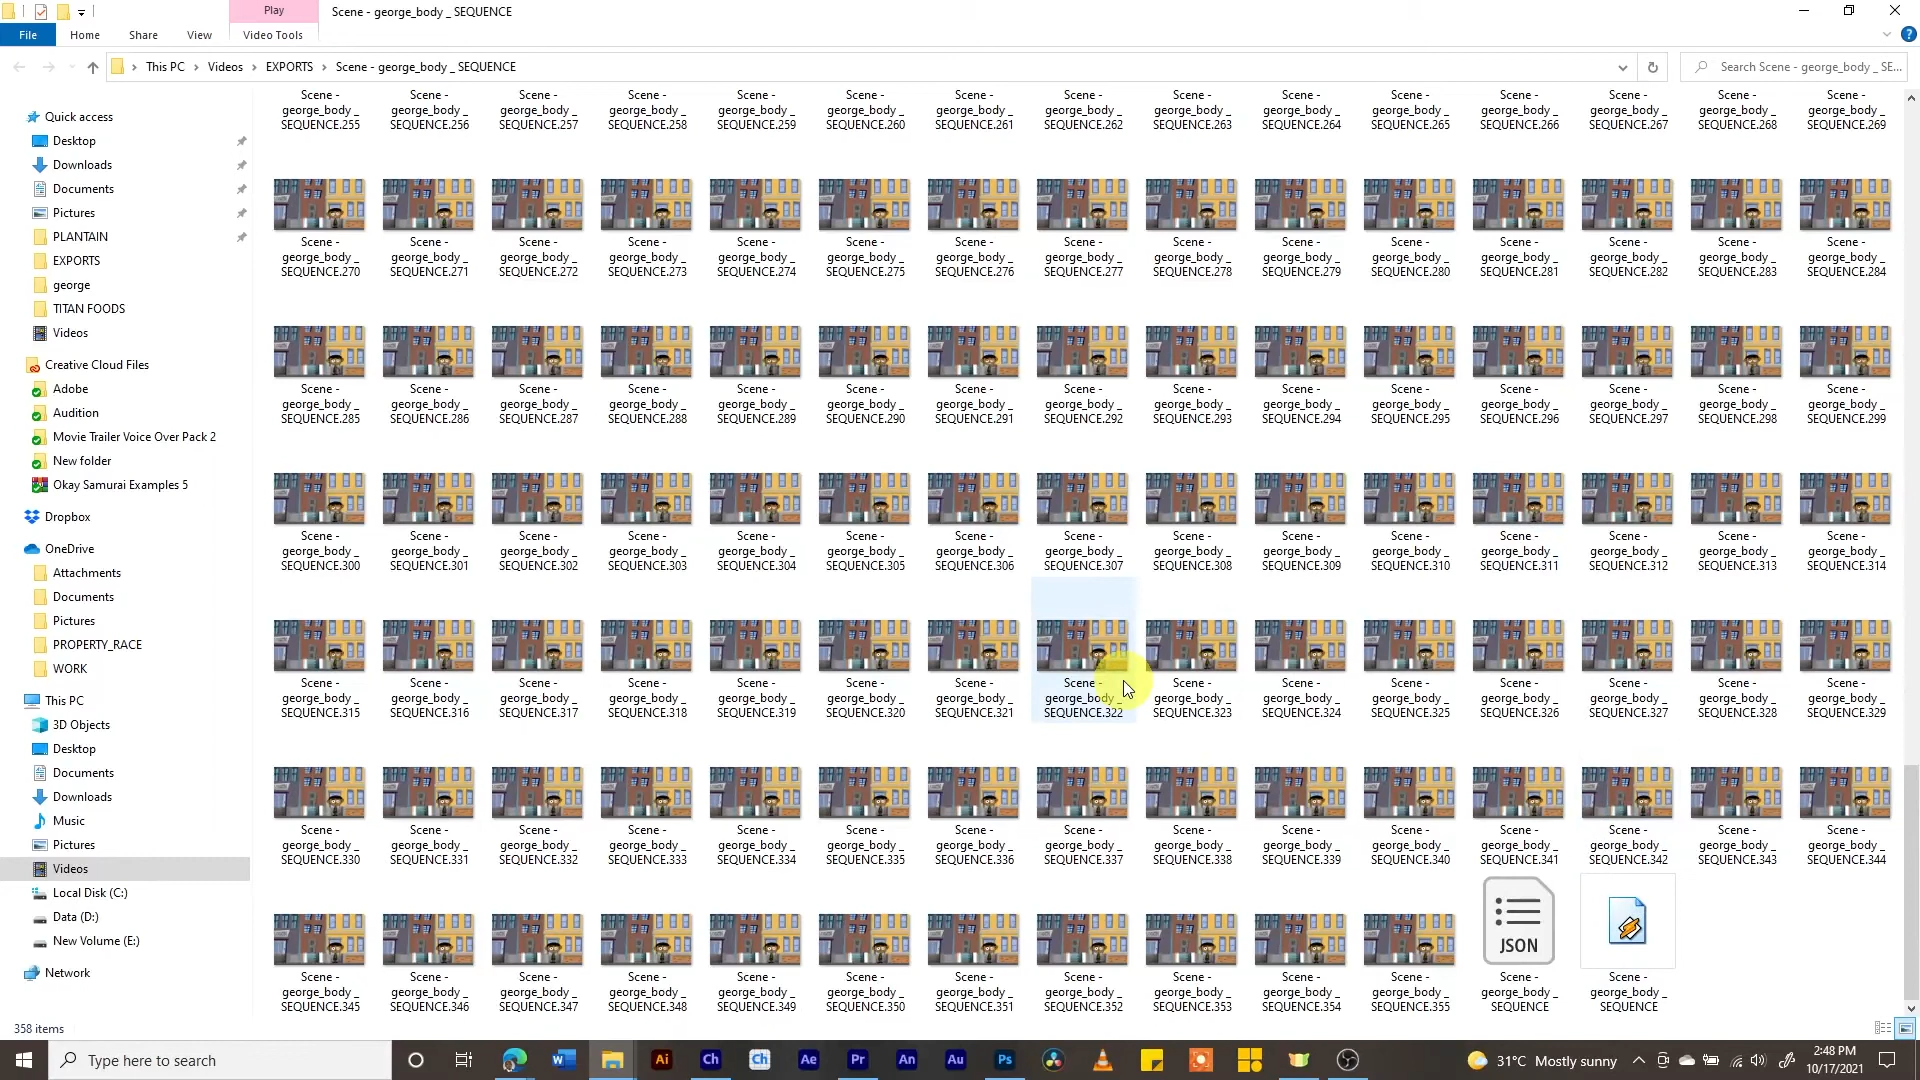 Play
Scene - george_body _ SEQUENCE
File
Home
Share
View
Video Tools
This PC
Videos
EXPORTS
Scene - george_body _ SEQUENCE
Search Scene - george_body _ SE...
Quick access
Desktop
Downloads
Documents
Pictures
PLANTAIN
EXPORTS
george
TITAN FOODS
Videos
Creative Cloud Files
Adobe
Audition
Movie Trailer Voice Over Pack 2
New folder
Okay Samurai Examples 5
Dropbox
OneDrive
Attachments
Documents
Pictures
PROPERTY_RACE
WORK
This PC
3D Objects
Desktop
Documents
Downloads
Music
Pictures
Videos
Local Disk (C:)
Data (D:)
New Volume (E:)
Network
Scene - Scene - Scene - Scene - Scene - Scene - Scene - Scene - Scene - Scene - Scene - Scene - Scene - Scene - Scene -
george_body _ george_body _ george_body _ george_body _ george_body _ george_body _ george_body _ george_body _ george_body _ george_body _ george_body _ george_body _ george_body _ george_body _ george_body _
SEQUENCE.255 SEQUENCE.256 SEQUENCE.257 SEQUENCE.258 SEQUENCE.259 SEQUENCE.260 SEQUENCE.261 SEQUENCE.262 SEQUENCE.263 SEQUENCE.264 SEQUENCE.265 SEQUENCE.266 SEQUENCE.267 SEQUENCE.268 SEQUENCE.269
Scene - Scene - Scene - Scene - Scene - Scene - Scene - Scene - Scene - Scene - Scene - Scene - Scene - Scene - Scene -
george_body _ george_body _ george_body _ george_body _ george_body _ george_body _ george_body _ george_body _ george_body _ george_body _ george_body _ george_body _ george_body _ george_body _ george_body _
SEQUENCE.270 SEQUENCE.271 SEQUENCE.272 SEQUENCE.273 SEQUENCE.274 SEQUENCE.275 SEQUENCE.276 SEQUENCE.277 SEQUENCE.278 SEQUENCE.279 SEQUENCE.280 SEQUENCE.281 SEQUENCE.282 SEQUENCE.283 SEQUENCE.284
Scene - Scene - Scene - Scene - Scene - Scene - Scene - Scene - Scene - Scene - Scene - Scene - Scene - Scene - Scene -
george_body _ george_body _ george_body _ george_body _ george_body _ george_body _ george_body _ george_body _ george_body _ george_body _ george_body _ george_body _ george_body _ george_body _ george_body _
SEQUENCE.285 SEQUENCE.286 SEQUENCE.287 SEQUENCE.288 SEQUENCE.289 SEQUENCE.290 SEQUENCE.291 SEQUENCE.292 SEQUENCE.293 SEQUENCE.294 SEQUENCE.295 SEQUENCE.296 SEQUENCE.297 SEQUENCE.298 SEQUENCE.299
Scene - Scene - Scene - Scene - Scene - Scene - Scene - Scene - Scene - Scene - Scene - Scene - Scene - Scene - Scene -
george_body _ george_body _ george_body _ george_body _ george_body _ george_body _ george_body _ george_body _ george_body _ george_body _ george_body _ george_body _ george_body _ george_body _ george_body _
SEQUENCE.300 SEQUENCE.301 SEQUENCE.302 SEQUENCE.303 SEQUENCE.304 SEQUENCE.305 SEQUENCE.306 SEQUENCE.307 SEQUENCE.308 SEQUENCE.309 SEQUENCE.310 SEQUENCE.311 SEQUENCE.312 SEQUENCE.313 SEQUENCE.314
Scene - Scene - Scene - Scene - Scene - Scene - Scene - Scene - Scene - Scene - Scene - Scene - Scene - Scene - Scene -
george_body _ george_body _ george_body _ george_body _ george_body _ george_body _ george_body _ george_body _ george_body _ george_body _ george_body _ george_body _ george_body _ george_body _ george_body _
SEQUENCE.315 SEQUENCE.316 SEQUENCE.317 SEQUENCE.318 SEQUENCE.319 SEQUENCE.320 SEQUENCE.321 SEQUENCE.322 SEQUENCE.323 SEQUENCE.324 SEQUENCE.325 SEQUENCE.326 SEQUENCE.327 SEQUENCE.328 SEQUENCE.329
Scene - Scene - Scene - Scene - Scene - Scene - Scene - Scene - Scene - Scene - Scene - Scene - Scene - Scene - Scene -
george_body _ george_body _ george_body _ george_body _ george_body _ george_body _ george_body _ george_body _ george_body _ george_body _ george_body _ george_body _ george_body _ george_body _ george_body _
SEQUENCE.330 SEQUENCE.331 SEQUENCE.332 SEQUENCE.333 SEQUENCE.334 SEQUENCE.335 SEQUENCE.336 SEQUENCE.337 SEQUENCE.338 SEQUENCE.339 SEQUENCE.340 SEQUENCE.341 SEQUENCE.342 SEQUENCE.343 SEQUENCE.344
JSON
Scene - Scene - Scene - Scene - Scene - Scene - Scene - Scene - Scene - Scene - Scene - Scene - Scene -
george_body _ george_body _ george_body _ george_body _ george_body _ george_body _ george_body _ george_body _ george_body _ george_body _ george_body _ george_body _ george_body _
SEQUENCE.345 SEQUENCE.346 SEQUENCE.347 SEQUENCE.348 SEQUENCE.349 SEQUENCE.350 SEQUENCE.351 SEQUENCE.352 SEQUENCE.353 SEQUENCE.354 SEQUENCE.355 SEQUENCE SEQUENCE
358 items
Type here to search
W
Ai
Ch
Ch
Ae
Pr
An
Au
Ps
31°C Mostly sunny
2:48 PM
10/17/2021